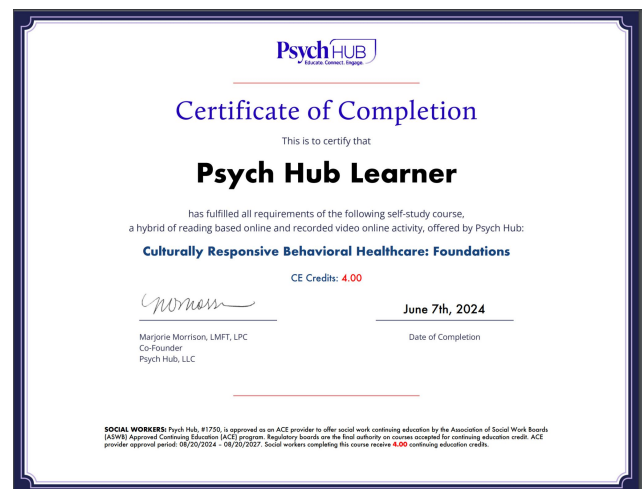 Psych HUB
Educate. Connect. Engage.
Certificate of Completion
This is to certify that
Psych Hub Learner
has fulfilled all requirements of the following self-study course,
a hybrid of reading based online and recorded video online activity, offered by Psych Hub:
Culturally Responsive Behavioral Healthcare: Foundations
CE Credits: 4.00
June 7th, 2024
Marjorie Morrison, LMFT, LPC
Date of Completion
Co-Founder
Psych Hub, LLC
SOCIAL WORKERS: Psych Hub, #1750, is approved as an ACE provider to offer social work continuing education by the Association of Social Work Boards
(ASWB) Approved Continuing Education (ACE) program. Regulatory boards are the final authority on courses accepted for continuing education credit. ACE
provider approval period: 08/20/2024 – 08/20/2027. Social workers completing this course receive 4.00 continuing education credits.